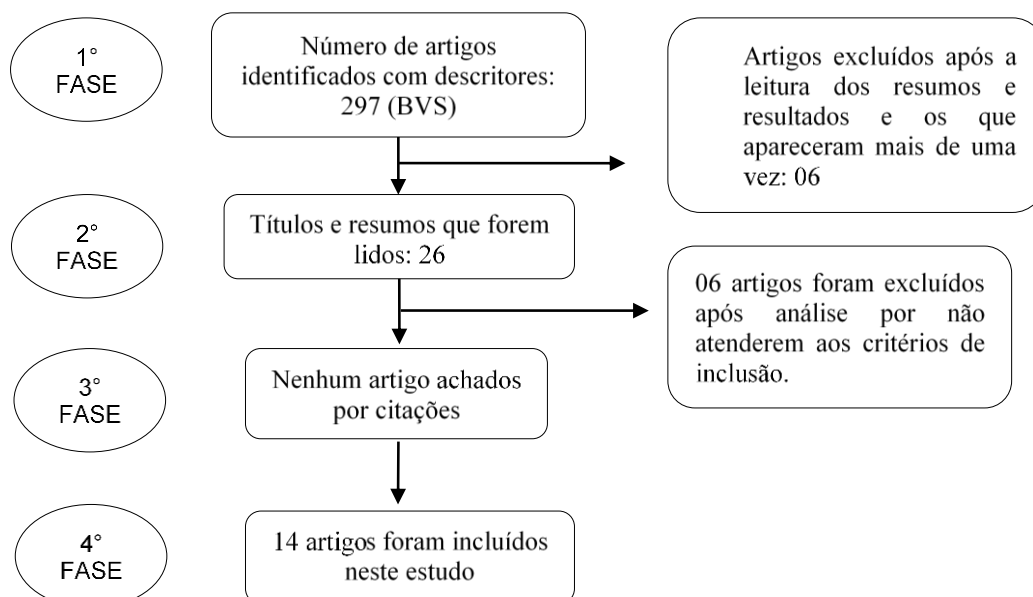 1°
FASE
Número de artigos
identificados com descritores:
297 (BVS)
Artigos excluídos após a
leitura dos resumos e
resultados e os que
apareceram mais de uma
vez: 06
2°
FASE
Títulos e resumos que forem
lidos: 26
06 artigos foram excluídos
após análise por não
atenderem aos critérios de
inclusão.
3°
FASE
Nenhum artigo achados
por citações
4°
FASE
14 artigos foram incluídos
neste estudo